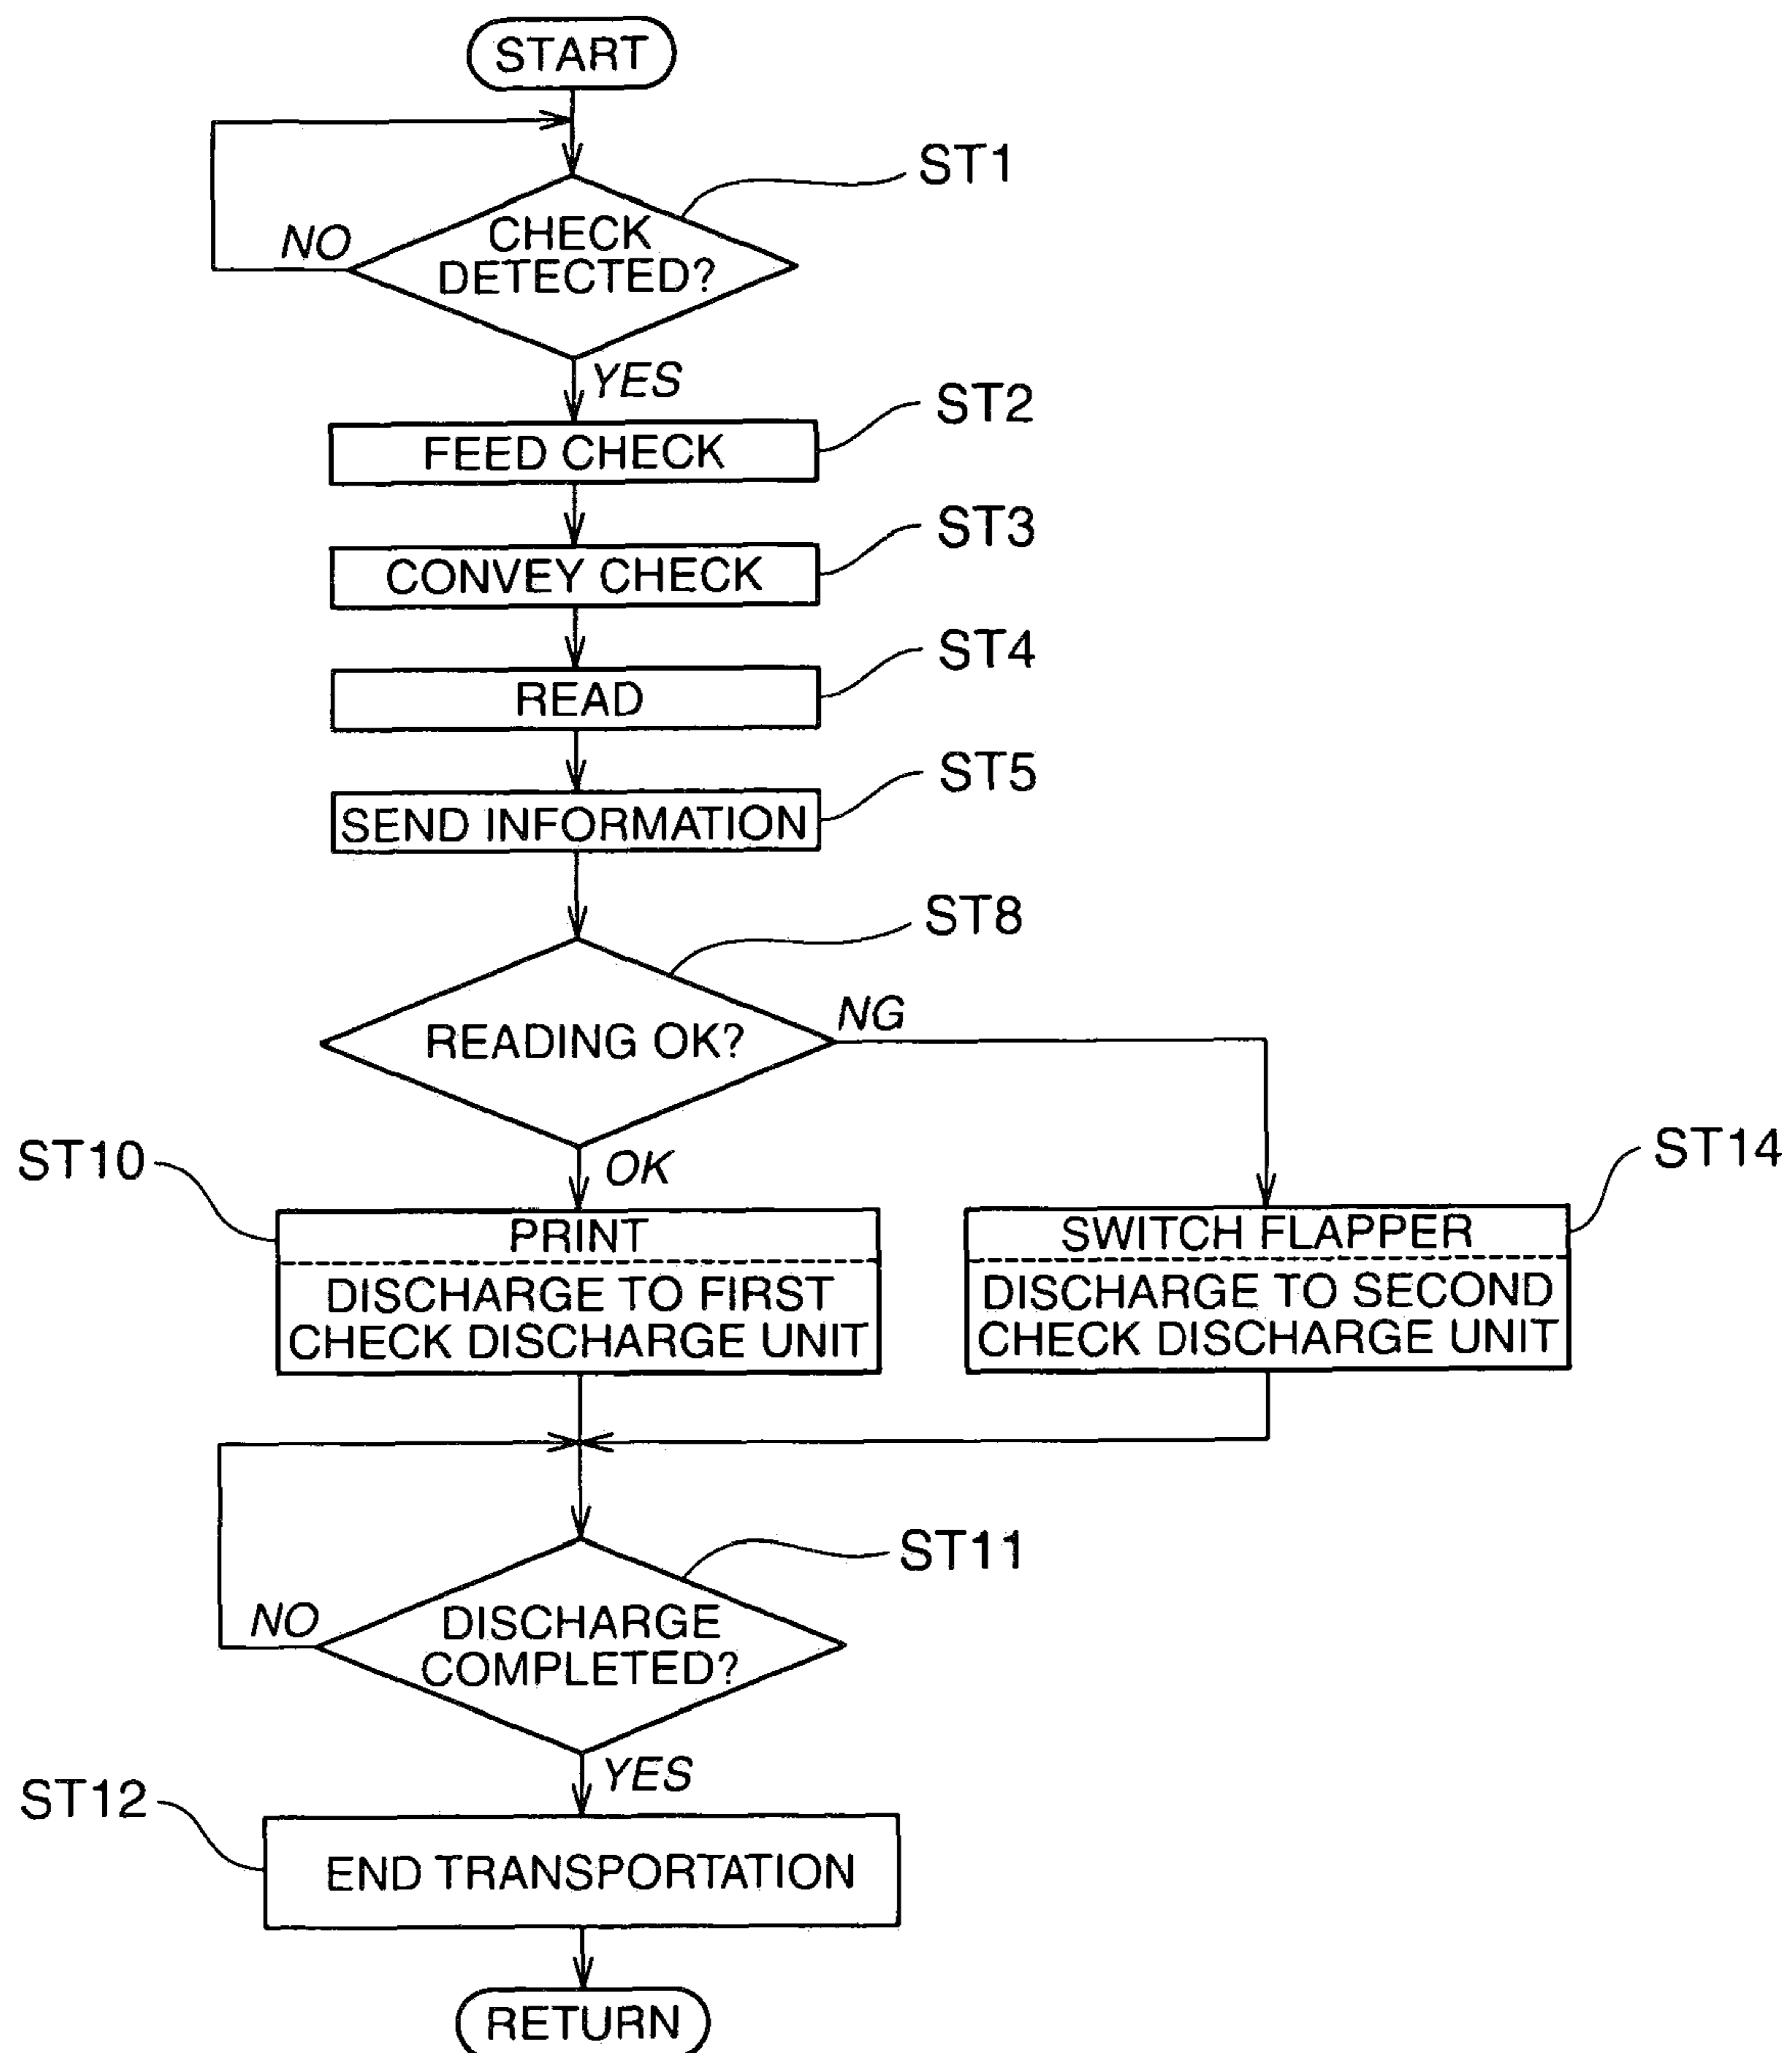 START
ST1
CHECK
DETECTED?
NO
YES
ST2
FEED CHECK
ST3
CONVEY CHECK
ST4
READ
ST5
SEND INFORMATION
ST8
READING OK?
NG
OK
ST10
PRINT
DISCHARGE TO FIRST
CHECK DISCHARGE UNIT
ST14
SWITCH FLAPPER
DISCHARGE TO SECOND
CHECK DISCHARGE UNIT
ST11
DISCHARGE
COMPLETED?
NO
YES
ST12
END TRANSPORTATION
RETURN